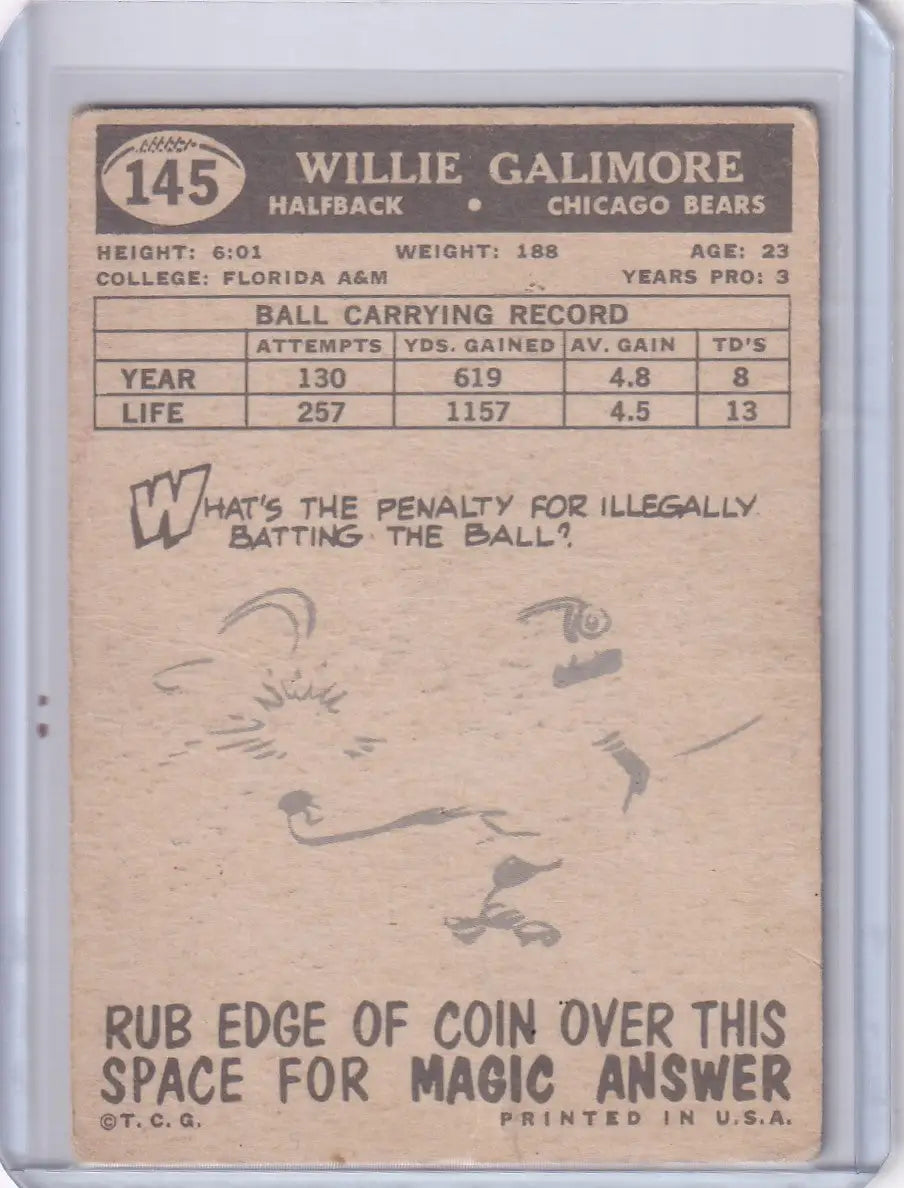 145
WILLIE GALIMORE
HALFBACK • CHICAGO BEARS
HEIGHT: 6:01 WEIGHT: 188 AGE: 23
COLLEGE: FLORIDA A&M YEARS PRO: 3
BALL CARRYING RECORD
ATTEMPTS YDS. GAINED AV. GAIN TD'S
YEAR 130 619 4.8 8
LIFE 257 1157 4.5 13
WHAT'S THE PENALTY FOR ILLEGALLY
BATTING THE BALL?
RUB EDGE OF COIN OVER THIS
SPACE FOR MAGIC ANSWER
©T. C. G. PRINTED IN U.S.A.